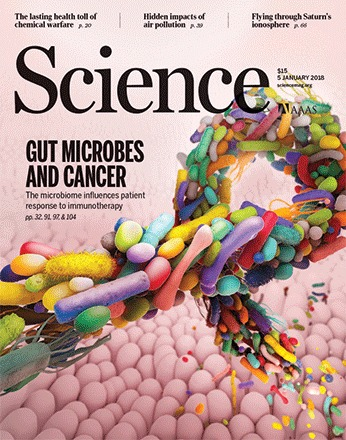 The lasting health toll of
chemical warfare p. 20
Hidden impacts of
air pollution p. 39
Flying through Saturn's
ionosphere p. 66
Science
$15
5 JANUARY 2018
sciencemag.org
AAAS
GUT MICROBES
AND CANCER
The microbiome influences patient
response to immunotherapy
pp. 32, 91, 97, & 104